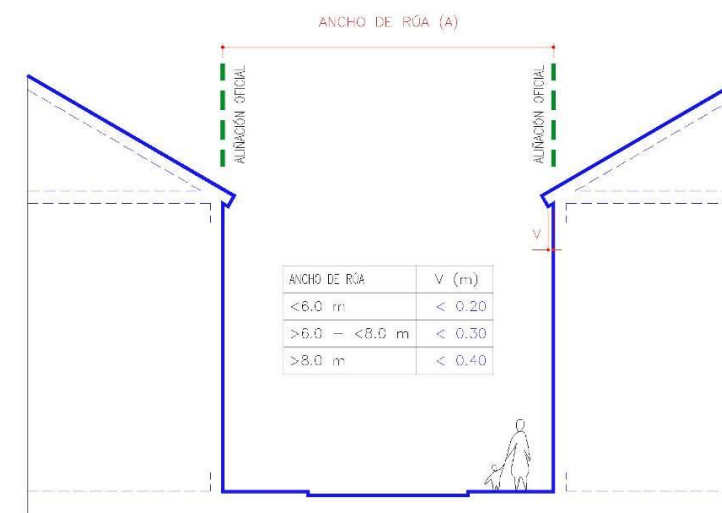 ANCHO DE RÚA (A)
ALIÑACIÓN OFICIAL
ALIÑACIÓN OFICIAL
V
ANCHO DE RÚA V (m)
<6.0 m < 0.20
>6.0 – <8.0 m < 0.30
>8.0 m < 0.40